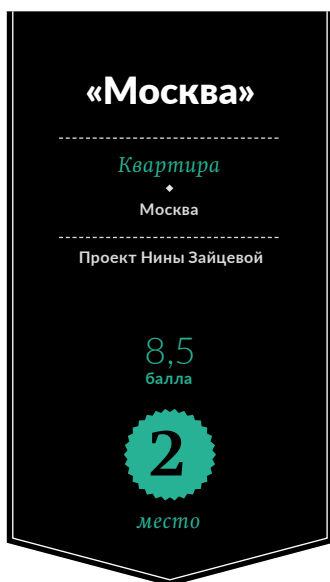 «Москва»
Квартира
Москва
Проект Нины Зайцевой
8,5
балла
2
место